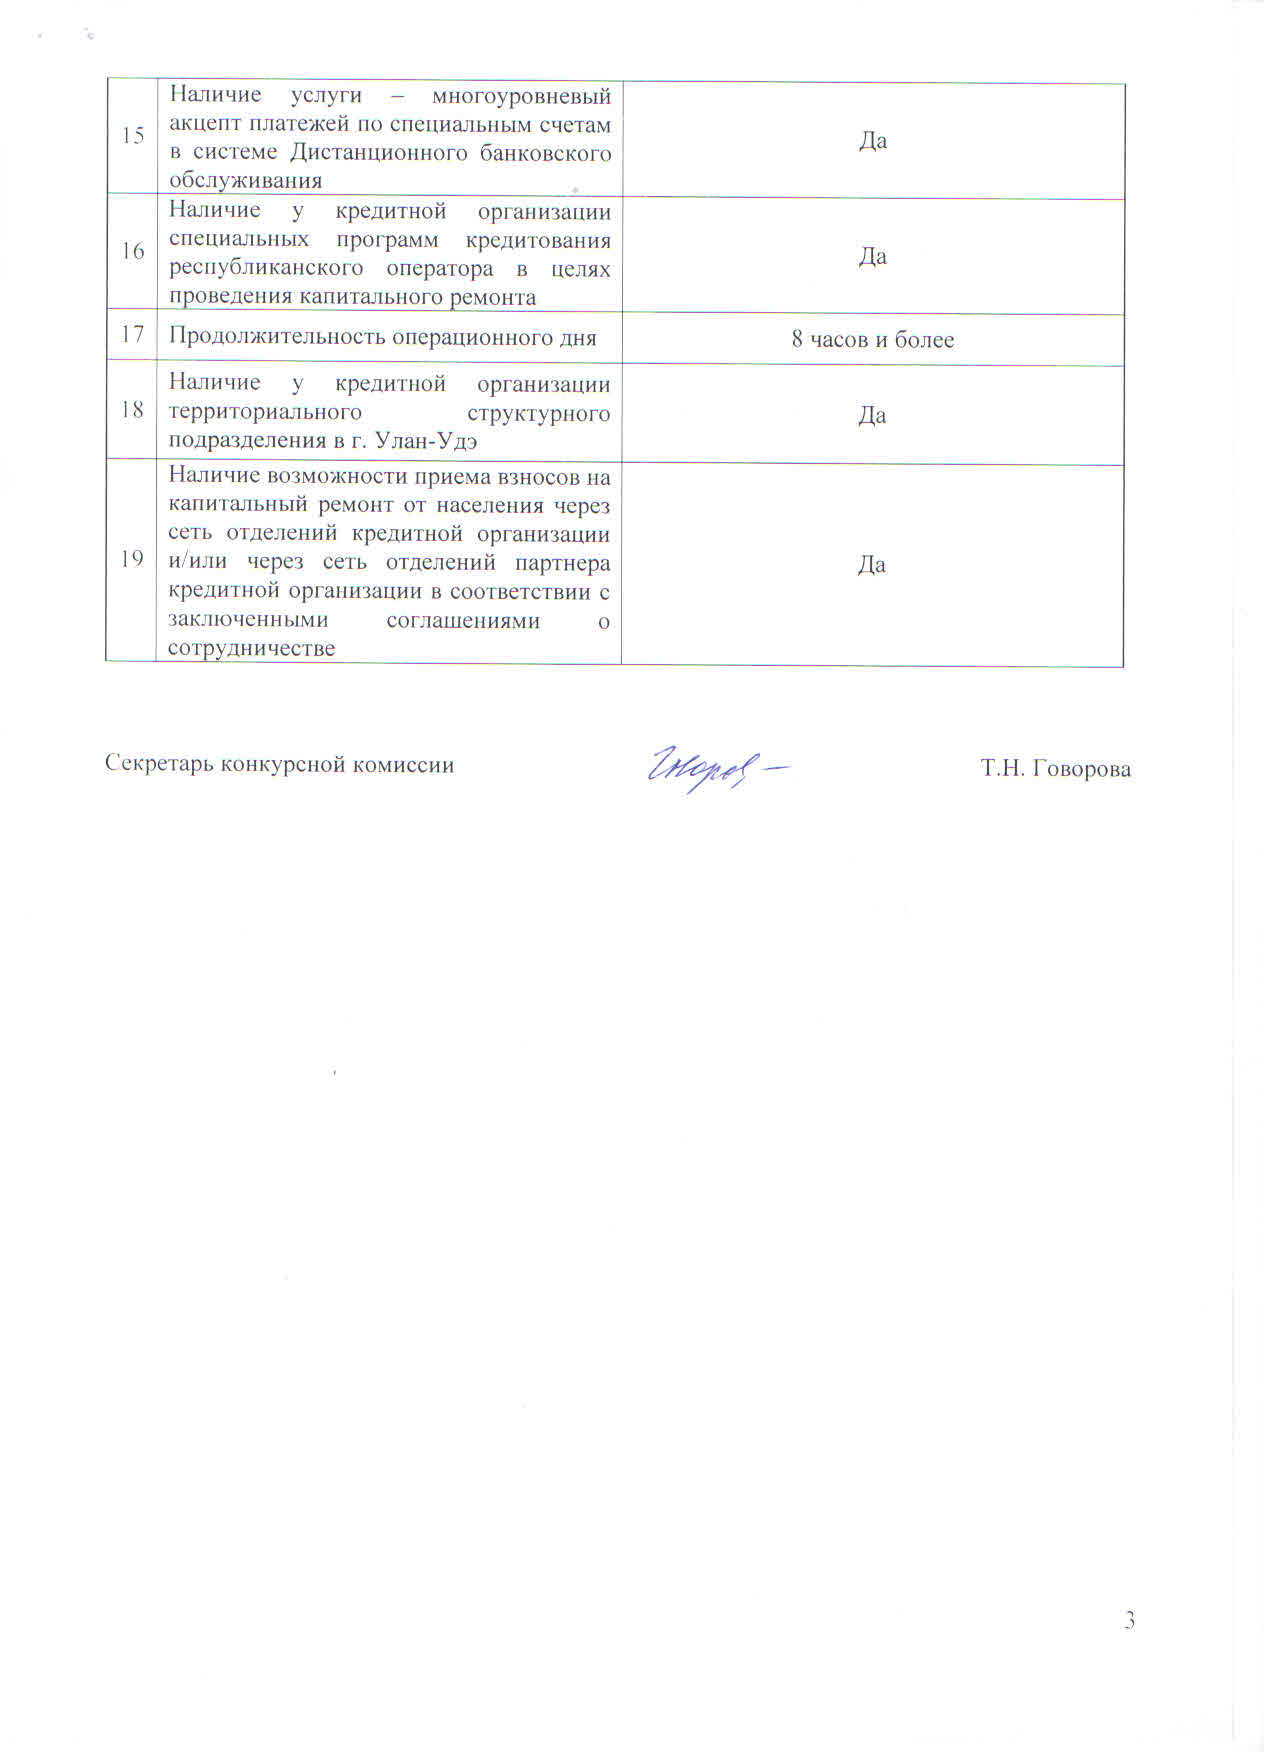 15
Наличие услуги – многоуровневый
акцепт платежей по специальным счетам
в системе Дистанционного банковского
обслуживания
Да
16
Наличие у кредитной организации
специальных программ кредитования
республиканского оператора в целях
проведения капитального ремонта
Да
17
Продолжительность операционного дня
8 часов и более
18
Наличие у кредитной организации
территориального структурного
подразделения в г. Улан-Удэ
Да
19
Наличие возможности приема взносов на
капитальный ремонт от населения через
сеть отделений кредитной организации
и/или через сеть отделений партнера
кредитной организации в соответствии с
заключенными соглашениями о
сотрудничестве
Да
Секретарь конкурсной комиссии
Т.Н. Говорова
3